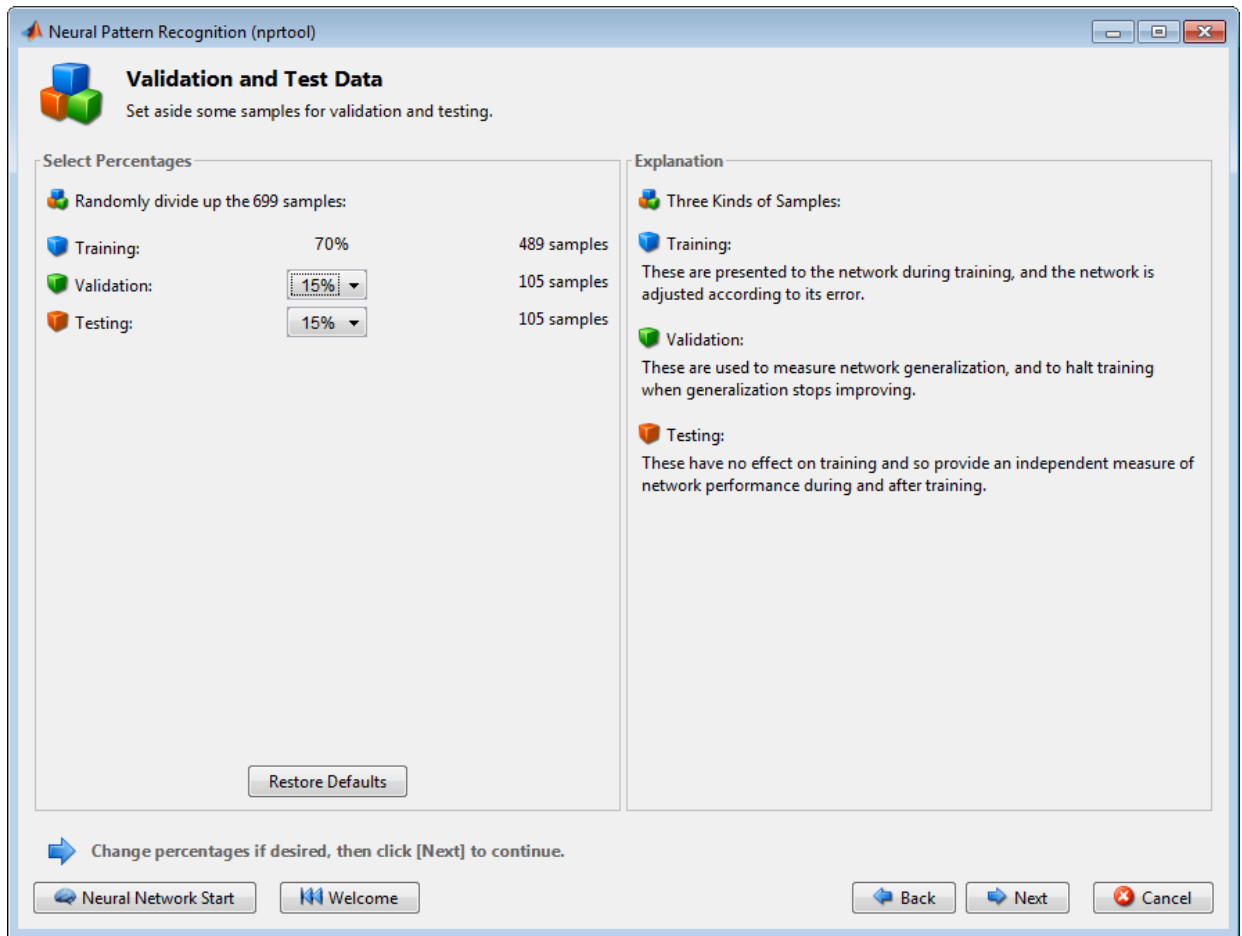 Neural Pattern Recognition (nprtool)
Validation and Test Data
Set aside some samples for validation and testing.
Select Percentages
Randomly divide up the 699 samples:
Training: 70% 489 samples
Validation: 15% 105 samples
Testing: 15% 105 samples
Restore Defaults
Explanation
Three Kinds of Samples:
Training:
These are presented to the network during training, and the network is
adjusted according to its error.
Validation:
These are used to measure network generalization, and to halt training
when generalization stops improving.
Testing:
These have no effect on training and so provide an independent measure of
network performance during and after training.
Change percentages if desired, then click [Next] to continue.
Neural Network Start Welcome Back Next Cancel